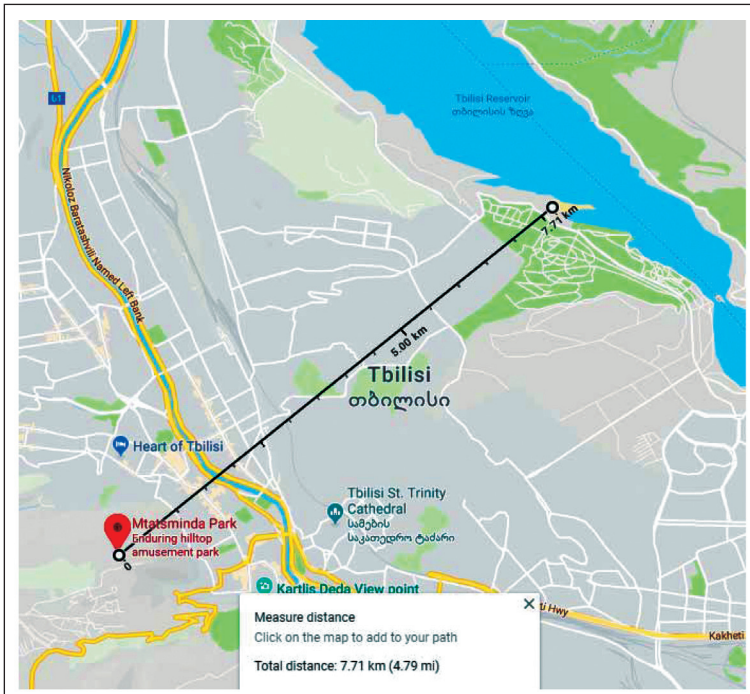 61
Tbilisi Reservoir
თბილისის ზღვა
Nikoloz Baratashvili Named Left Bank
7.71 km
5.00 km
Tbilisi
თბილისი
Heart of Tbilisi
Tbilisi St. Trinity
Cathedral
სამების
საკათედრო ტაძარი
Mtatsminda Park
Enduring hilltop
amusement park
0
Kartlis Deda View point
ti Hwy
Kakheti
Measure distance
Click on the map to add to your path
Total distance: 7.71 km (4.79 mi)